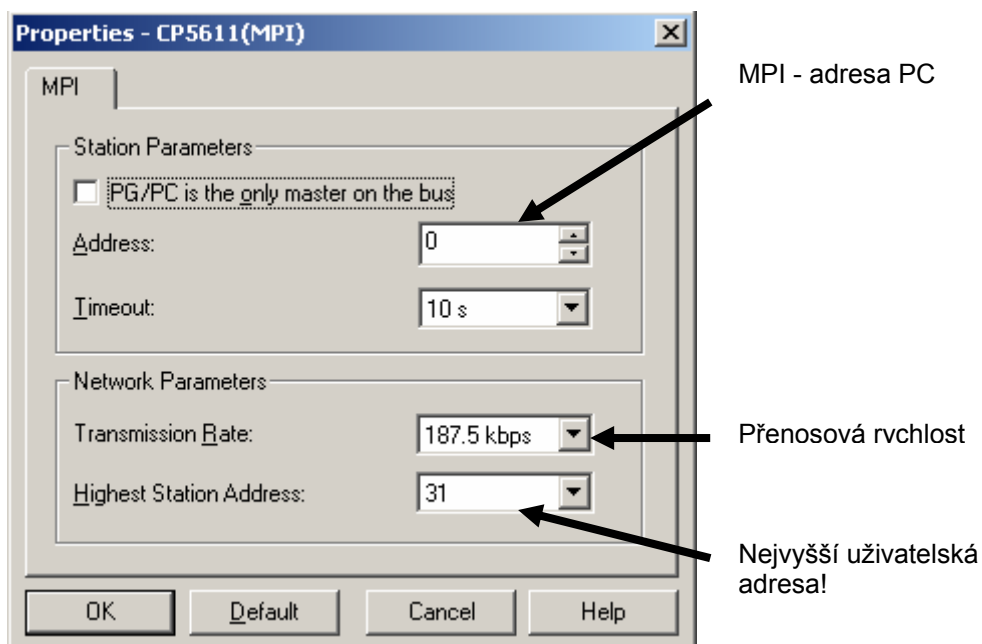 Properties - CP5611(MPI)
MPI - adresa PC
MPI
Station Parameters
PG/PC is the only master on the bus
Address:
0
Timeout:
10 s
Network Parameters
Transmission Rate:
187.5 kbps
Přenosová rvchlost
Highest Station Address:
31
Nejvyšší uživatelská
adresa!
OK
Default
Cancel
Help